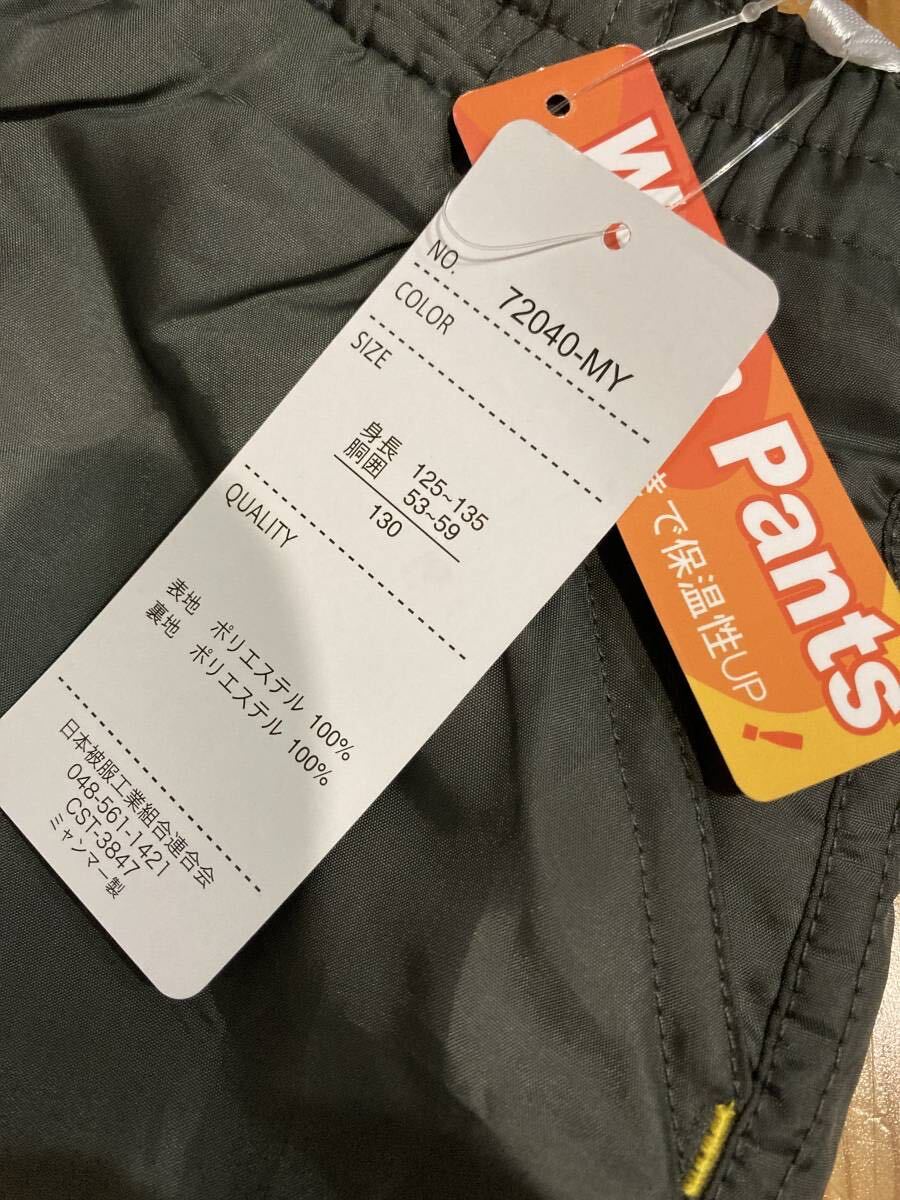 NO.
72040-MY
COLOR
SIZE
身長 125~135
胴囲 53~59
130
QUALITY
表地 ポリエステル 100%
裏地 ポリエステル 100%
日本被服工業組合連合会
048-561-1421
CST-3847
ミャンマー製
Pants
で保温性UP!